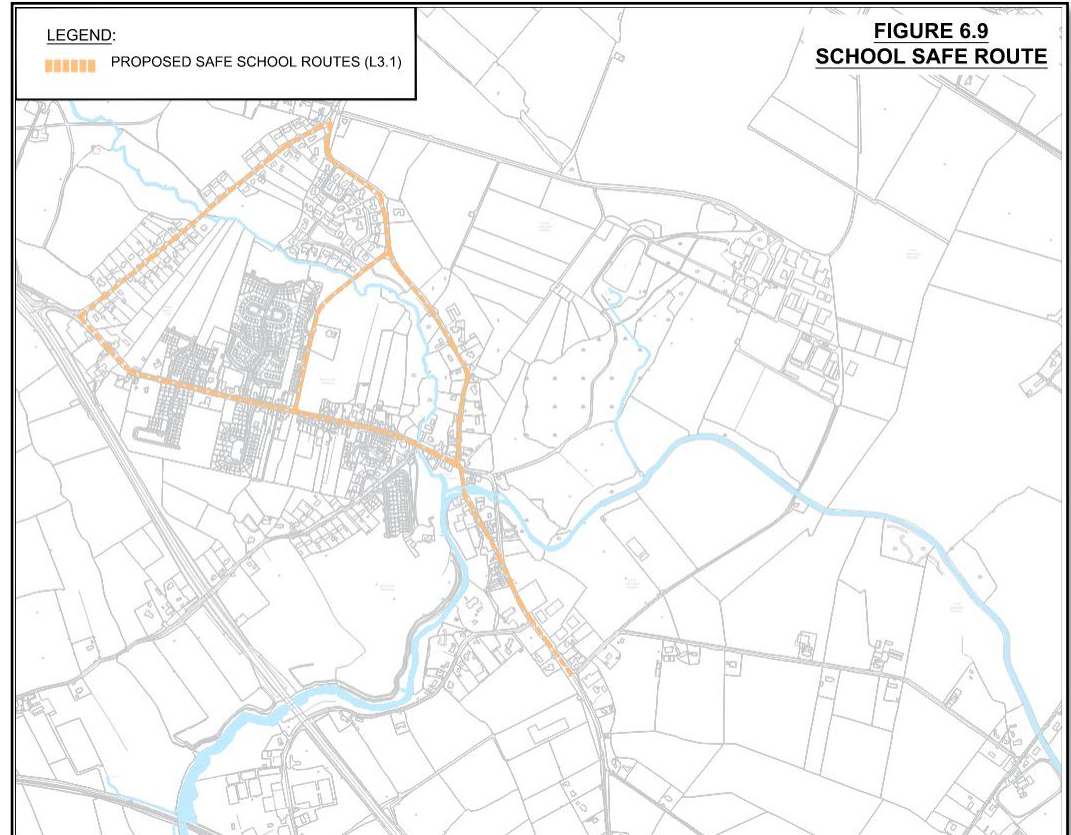 LEGEND:
PROPOSED SAFE SCHOOL ROUTES (L3.1)
FIGURE 6.9
SCHOOL SAFE ROUTE